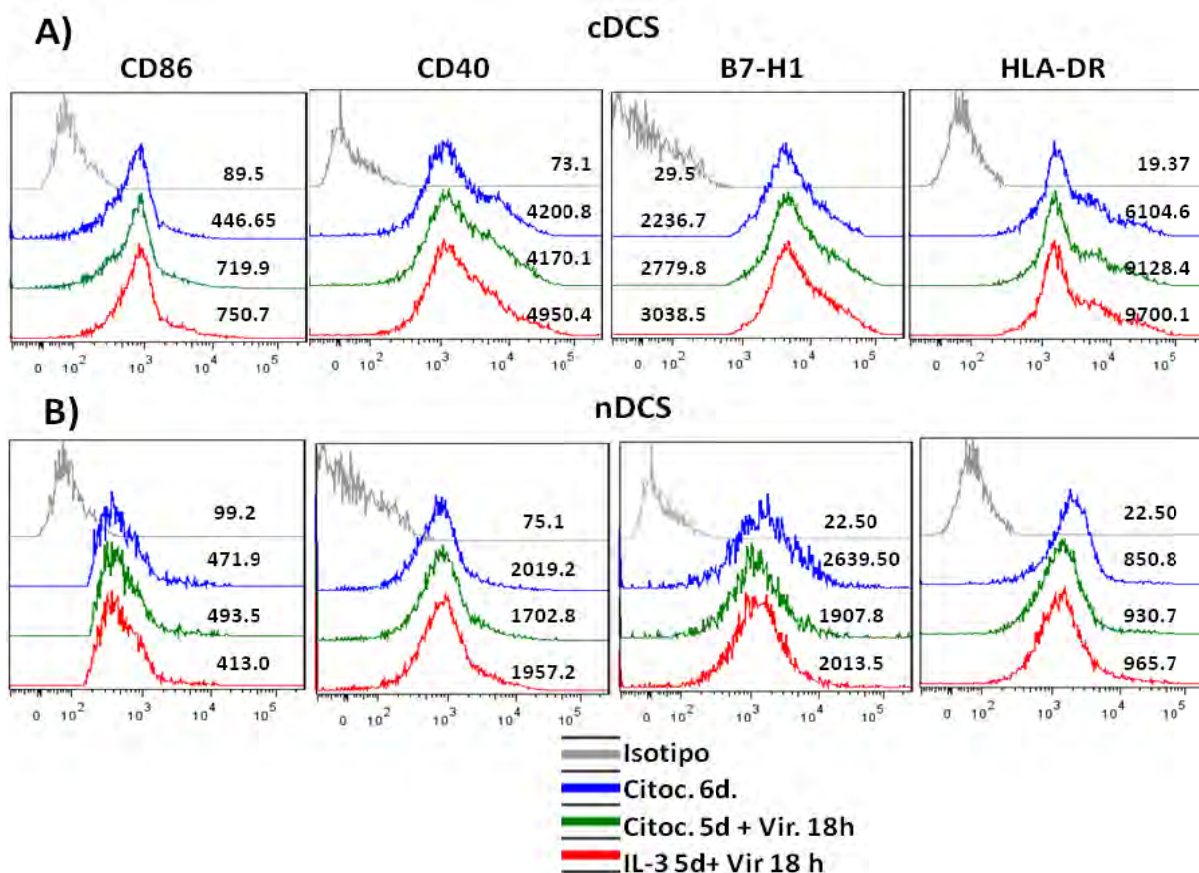 A)
cDCS
CD86 CD40 B7-H1 HLA-DR
89.5 73.1 29.5 19.37
446.65 4200.8 2236.7 6104.6
719.9 4170.1 2779.8 9128.4
750.7 4950.4 3038.5 9700.1
0 10² 10³ 10⁴ 10⁵ 0 10² 10³ 10⁴ 10⁵ 0 10² 10³ 10⁴ 10⁵ 0 10² 10³ 10⁴ 10⁵
B)
nDCS
99.2 75.1 22.50 22.50
471.9 2019.2 2639.50 850.8
493.5 1702.8 1907.8 930.7
413.0 1957.2 2013.5 965.7
0 10² 10³ 10⁴ 10⁵ 0 10² 10³ 10⁴ 10⁵ 0 10² 10³ 10⁴ 10⁵ 0 10² 10³ 10⁴ 10⁵
Isotipo
Citoc. 6d.
Citoc. 5d + Vir. 18h
IL-3 5d+ Vir 18 h